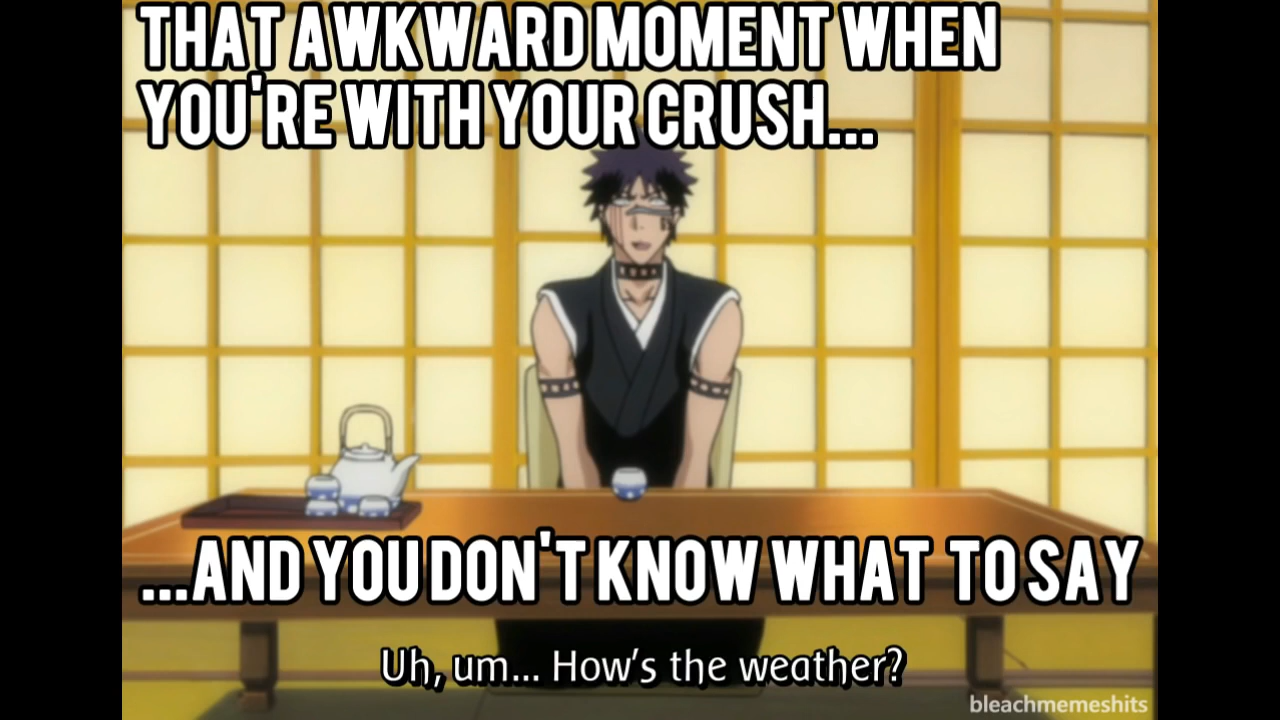 THAT AWKWARD MOMENT WHEN
YOU'RE WITH YOUR CRUSH...
...AND YOU DON'T KNOW WHAT TO SAY
Uh, um... How's the weather?
bleachmemeshits